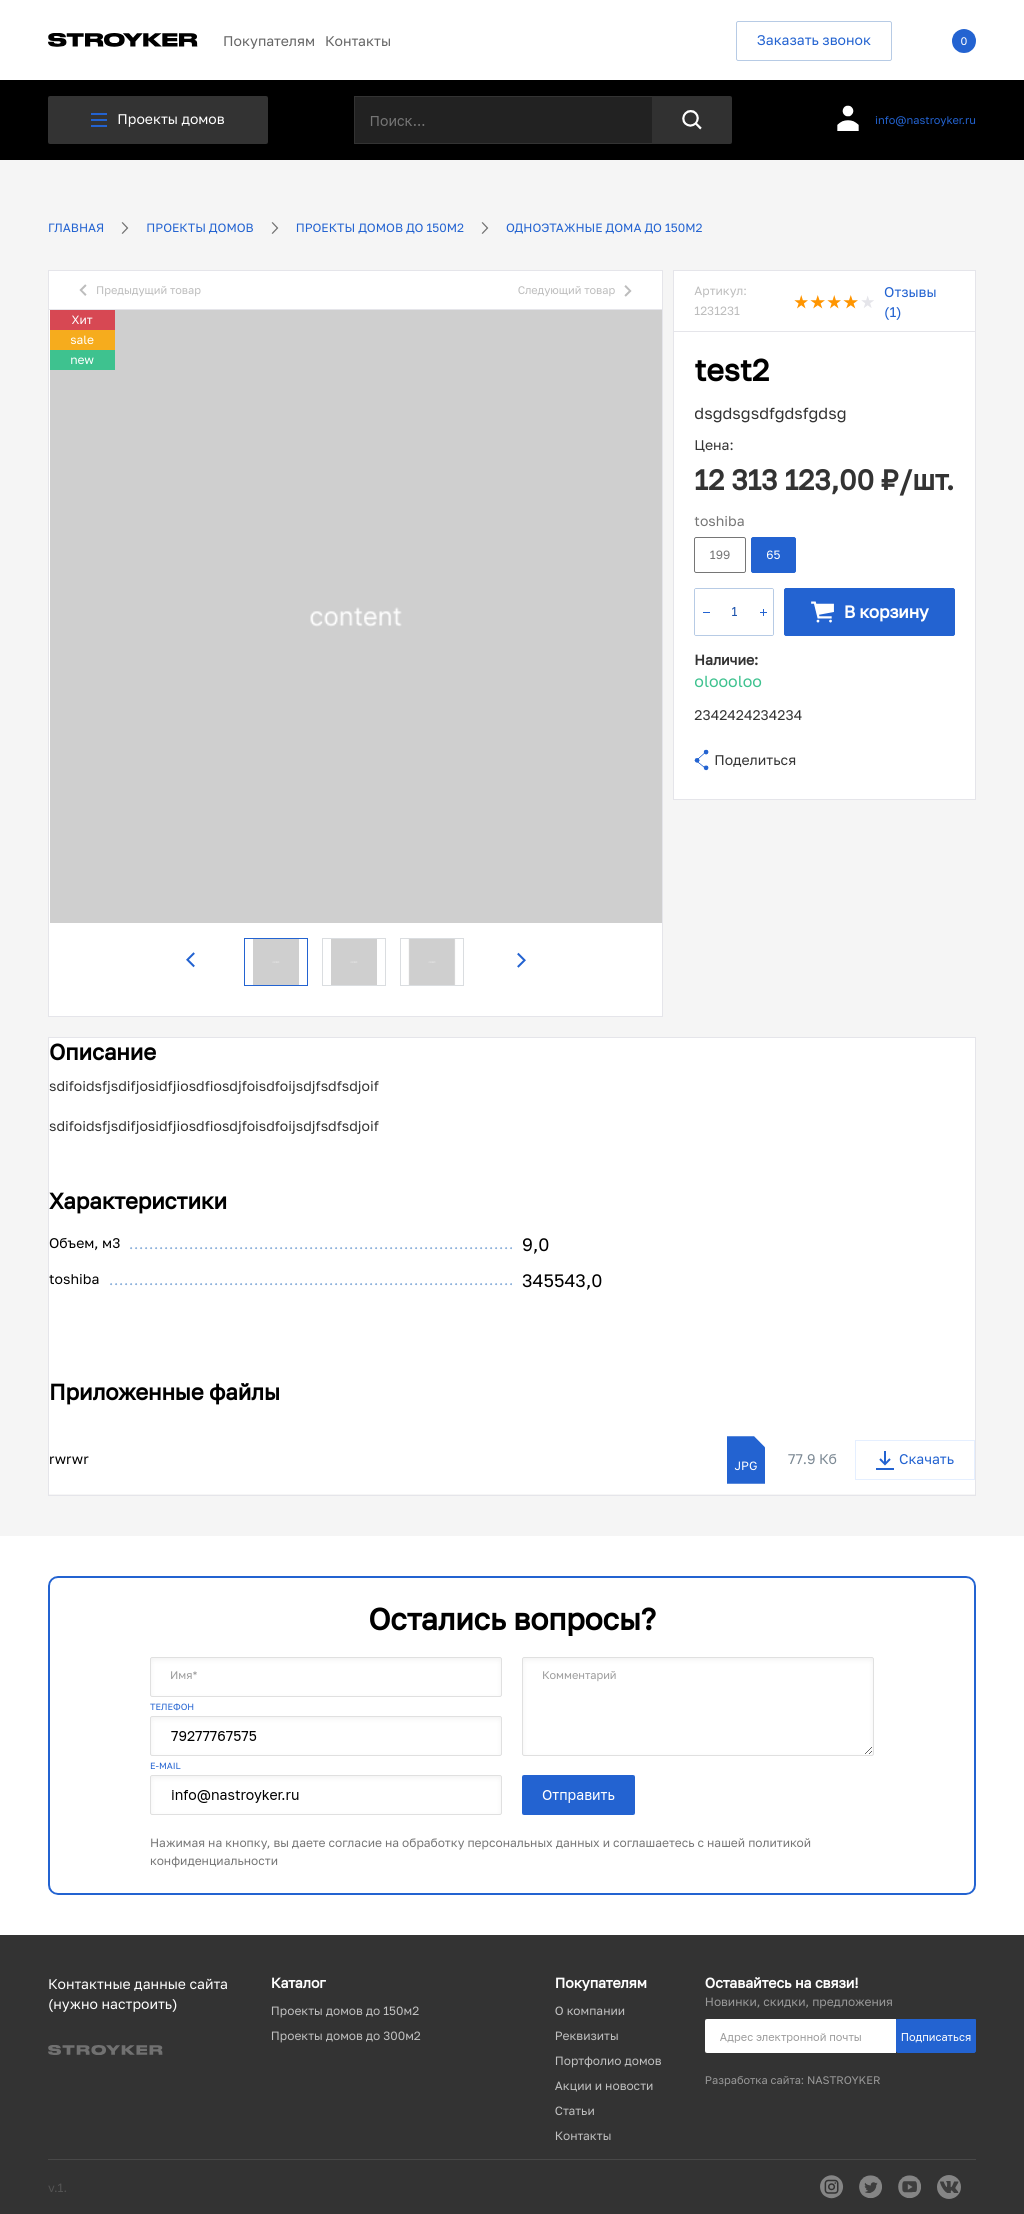 STROYKER
Покупателям Контакты
Заказать звонок
0
Проекты домов
Поиск...
info@nastroyker.ru
ГЛАВНАЯ
ПРОЕКТЫ ДОМОВ
ПРОЕКТЫ ДОМОВ ДО 150М2
ОДНОЭТАЖНЫЕ ДОМА ДО 150М2
Предыдущий товар
Следующий товар
Хит
sale
new
content
Артикул:
1231231
Отзывы
(1)
test2
dsgdsgsdfgdsfgdsg
Цена:
12 313 123,00 ₽/шт.
toshiba
199
65
− 1 +
В корзину
Наличие:
oloooloo
2342424234234
Поделиться
Описание
sdifoidsfjsdifjosidfjiosdfiosdjfoisdfoijsdjfsdfsdjoif
sdifoidsfjsdifjosidfjiosdfiosdjfoisdfoijsdjfsdfsdjoif
Характеристики
Объем, м3 9,0
toshiba 345543,0
Приложенные файлы
rwrwr
JPG
77.9 Кб
Скачать
Остались вопросы?
Имя*
Комментарий
ТЕЛЕФОН
79277767575
E-MAIL
info@nastroyker.ru
Отправить
Нажимая на кнопку, вы даете согласие на обработку персональных данных и соглашаетесь с нашей политикой
конфиденциальности
Контактные данные сайта
(нужно настроить)
STROYKER
Каталог
Проекты домов до 150м2
Проекты домов до 300м2
Покупателям
О компании
Реквизиты
Портфолио домов
Акции и новости
Статьи
Контакты
Оставайтесь на связи!
Новинки, скидки, предложения
Адрес электронной почты
Подписаться
Разработка сайта: NASTROYKER
v.1.